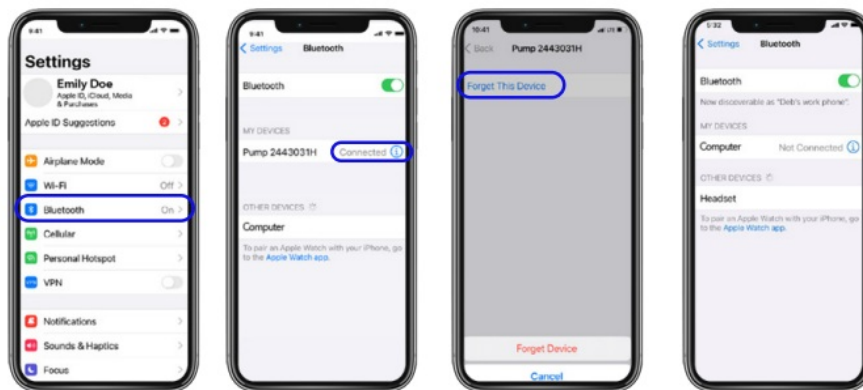 9:41
Settings
Emily Doe
Apple ID, iCloud, Media
& Purchases
Apple ID Suggestions
Airplane Mode
Wi-Fi Off
Bluetooth On
Cellular
Personal Hotspot
VPN
Notifications
Sounds & Haptics
Focus
9:41
Settings Bluetooth
Bluetooth
MY DEVICES
Pump 2443031H Connected
OTHER DEVICES
Computer
To pair an Apple Watch with your iPhone, go
to the Apple Watch app.
10:41 LTE
Back Pump 2443031H
Forget This Device
Forget Device
Cancel
Settings Bluetooth
Bluetooth
Now discoverable as "Deb's work phone".
MY DEVICES
Computer Not Connected
OTHER DEVICES
Headset
To pair an Apple Watch with your iPhone, go
to the Apple Watch app.